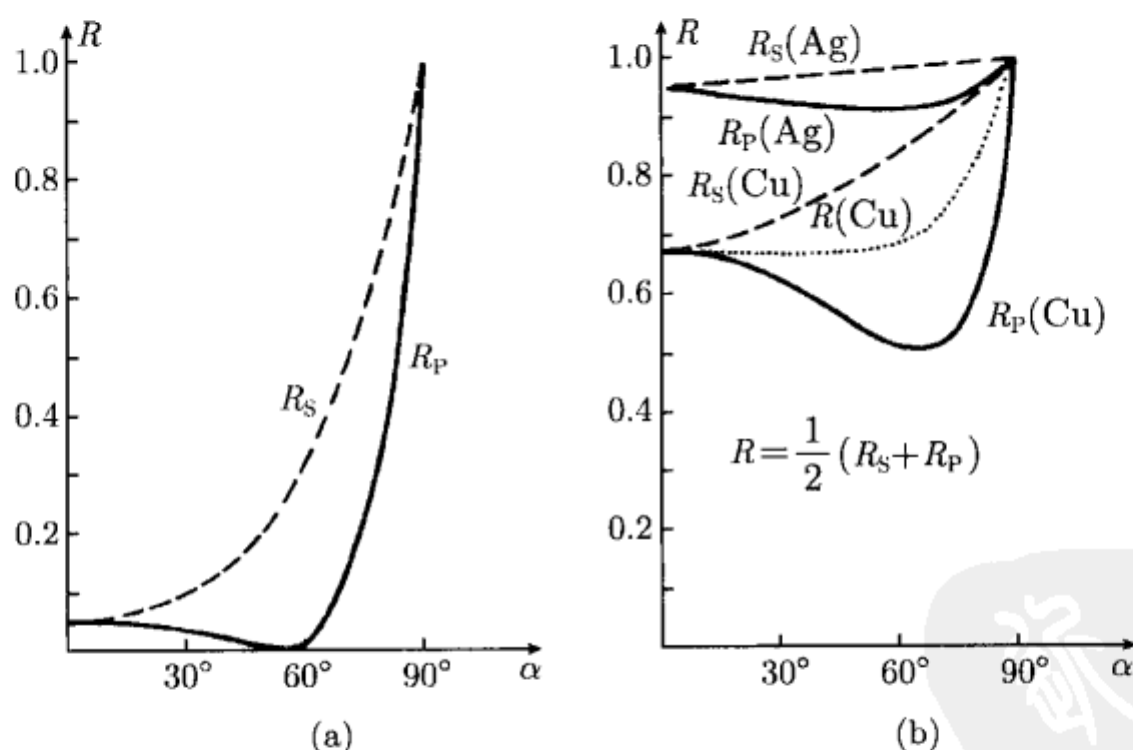 R
1.0
0.8
0.6
0.4
0.2
R_S
R_P
30°
60°
90°
α
(a)
R
R_S(Ag)
1.0
R_P(Ag)
0.8
R_S(Cu)
R(Cu)
0.6
R_P(Cu)
0.4
R = 1/2 (R_S + R_P)
0.2
30°
60°
90°
α
(b)